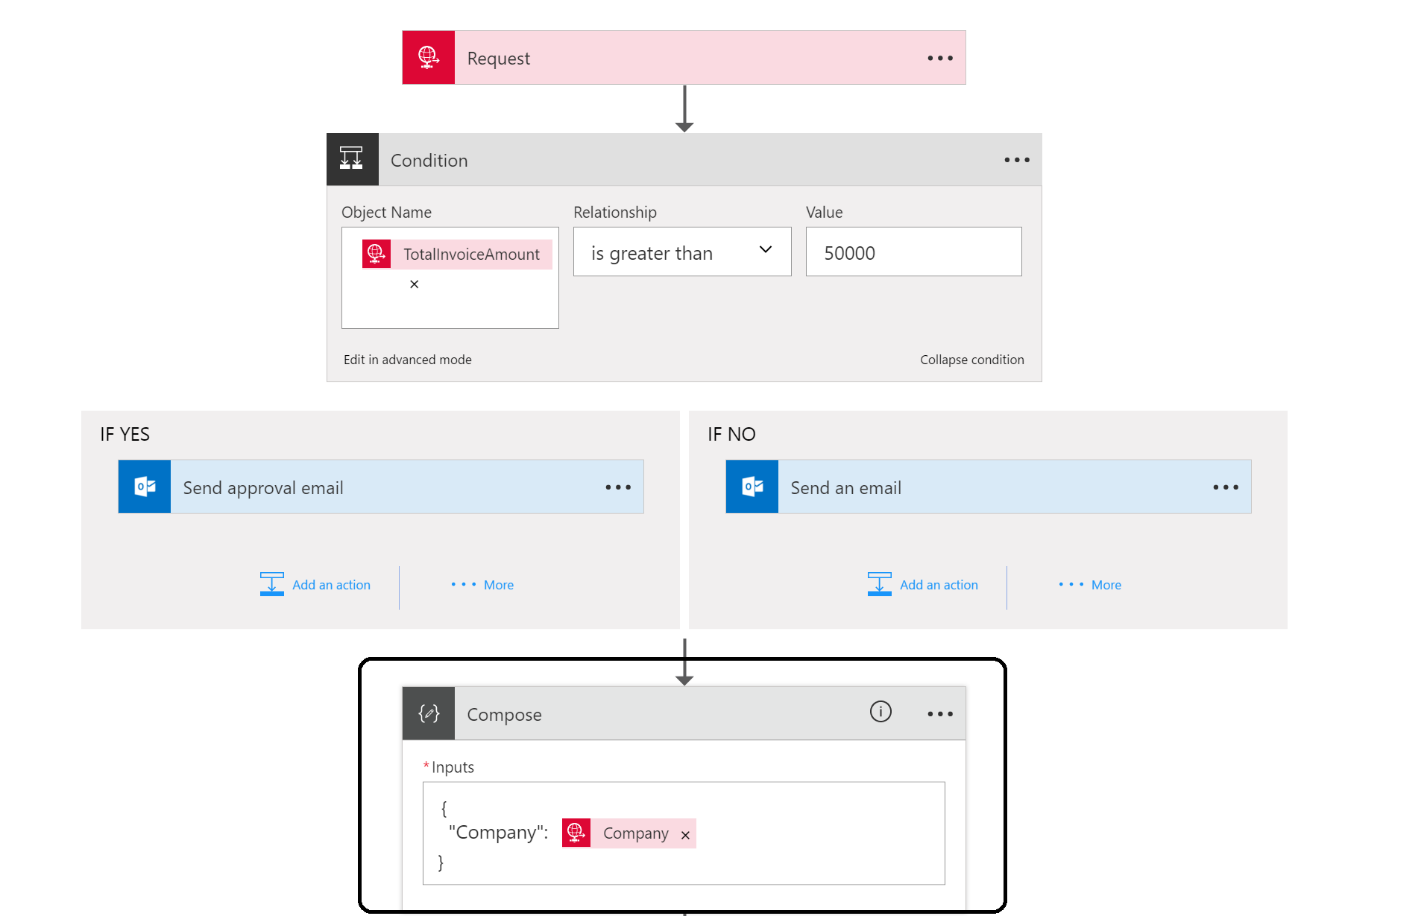 Request
Condition
Object Name Relationship Value
TotalInvoiceAmount × is greater than 50000
Edit in advanced mode Collapse condition
IF YES
Send approval email
Add an action More
IF NO
Send an email
Add an action More
Compose
* Inputs
{
"Company": Company ×
}